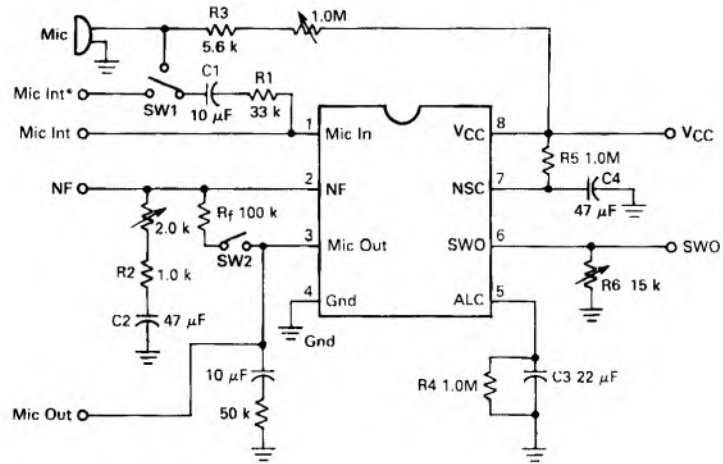 R3
1.0M
Mic
5.6 k
C1
R1
Mic Int*
SW1
10 μF
33 k
Mic Int
1
Mic In
VCC
8
VCC
R5 1.0M
NF
2
NF
NSC
7
C4
47 μF
2.0 k
Rf 100 k
3
Mic Out
SWO
6
SWO
SW2
R2
1.0 k
R6 15 k
4
Gnd
ALC
5
C2
47 μF
Gnd
10 μF
R4 1.0M
C3 22 μF
Mic Out
50 k